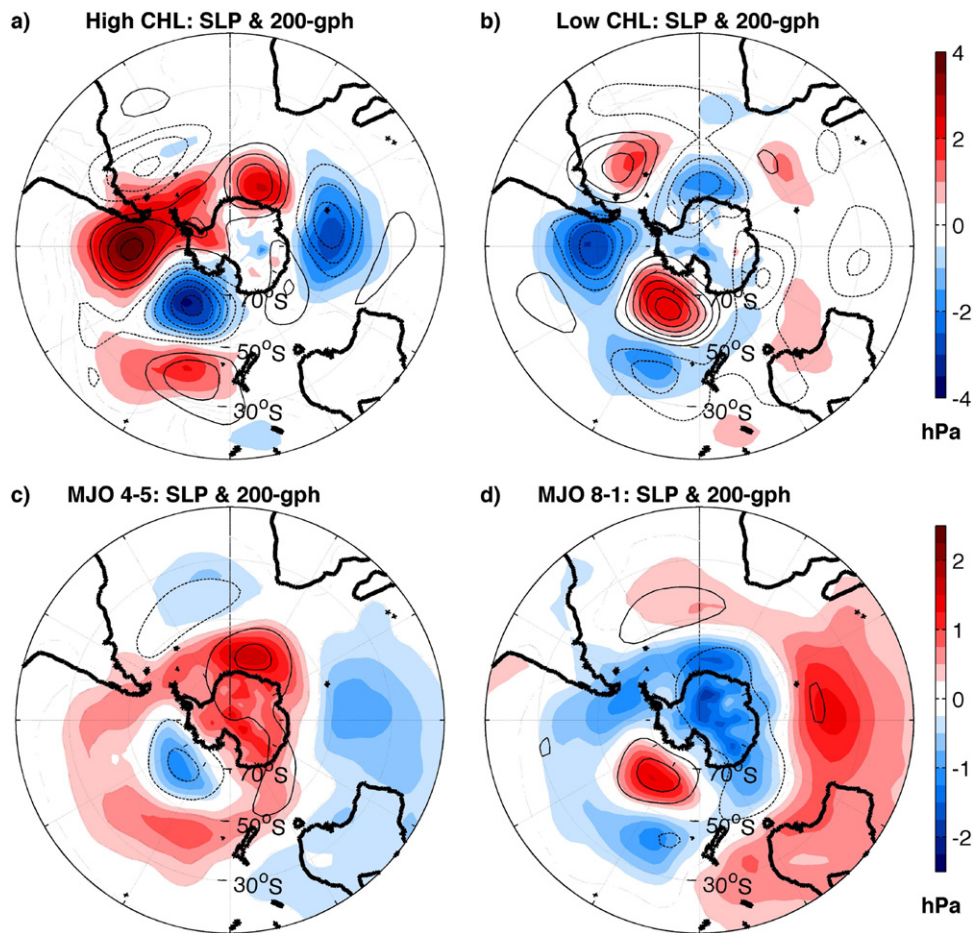 a) High CHL: SLP & 200-gph
b) Low CHL: SLP & 200-gph
70°S
50°S
30°S
70°S
50°S
30°S
4
2
0
-2
-4
hPa
c) MJO 4-5: SLP & 200-gph
d) MJO 8-1: SLP & 200-gph
70°S
50°S
30°S
70°S
50°S
30°S
2
1
0
-1
-2
hPa